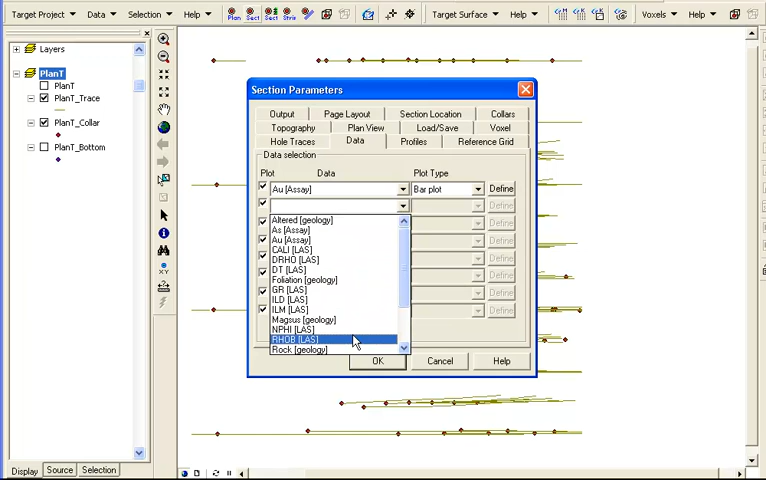 Target Project Data Selection Help Plan Sect Sect Strip Target Surface Help Voxels Help
Layers
PlanT
PlanT
PlanT_Trace
PlanT_Collar
PlanT_Bottom
Display Source Selection
Section Parameters
Output Page Layout Section Location Collars
Topography Plan View Load/Save Voxel
Hole Traces Data Profiles Reference Grid
Data selection
Plot Data Plot Type
Au [Assay] Bar plot Define
Define
Altered [geology] Define
As [Assay]
Au [Assay] Define
CALI [LAS]
DRHO [LAS] Define
DT [LAS] Define
Foliation [geology]
GR [LAS] Define
ILD [LAS]
ILM [LAS] Define
Magsus [geology]
NPHI [LAS]
RHOB [LAS]
Rock [geology]
OK Cancel Help